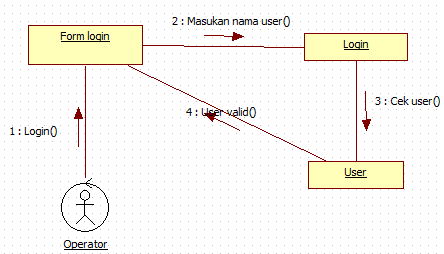 2 : Masukan nama user()
Form login
Login
3 : Cek user()
4 : User valid()
1 : Login()
User
Operator